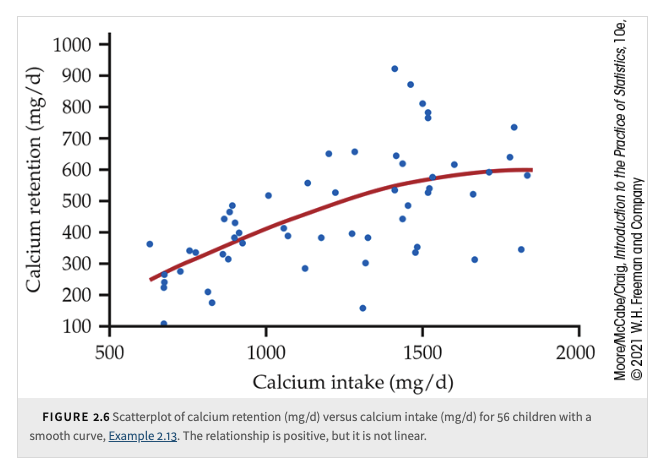 Calcium retention (mg/d)
1000
900
800
700
600
500
400
300
200
100
500 1000 1500 2000
Calcium intake (mg/d)
Moore/McCabe/Craig, Introduction to the Practice of Statistics, 10e,
© 2021 W. H. Freeman and Company
FIGURE 2.6 Scatterplot of calcium retention (mg/d) versus calcium intake (mg/d) for 56 children with a
smooth curve, Example 2.13. The relationship is positive, but it is not linear.